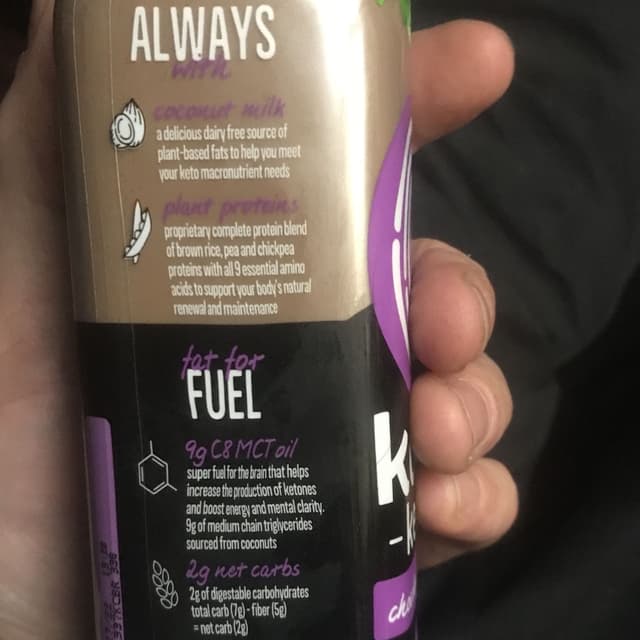 ALWAYS
with
coconut milk
a delicious dairy free source of
plant-based fats to help you meet
your keto macronutrient needs
plant proteins
proprietary complete protein blend
of brown rice, pea and chickpea
proteins with all 9 essential amino
acids to support your body's natural
renewal and maintenance
fat for
FUEL
9g C8 MCT oil
super fuel for the brain that helps
increase the production of ketones
and boost energy and mental clarity.
9g of medium chain triglycerides
sourced from coconuts
2g net carbs
2g of digestable carbohydrates
total carb (7g) - fiber (5g)
= net carb (2g)